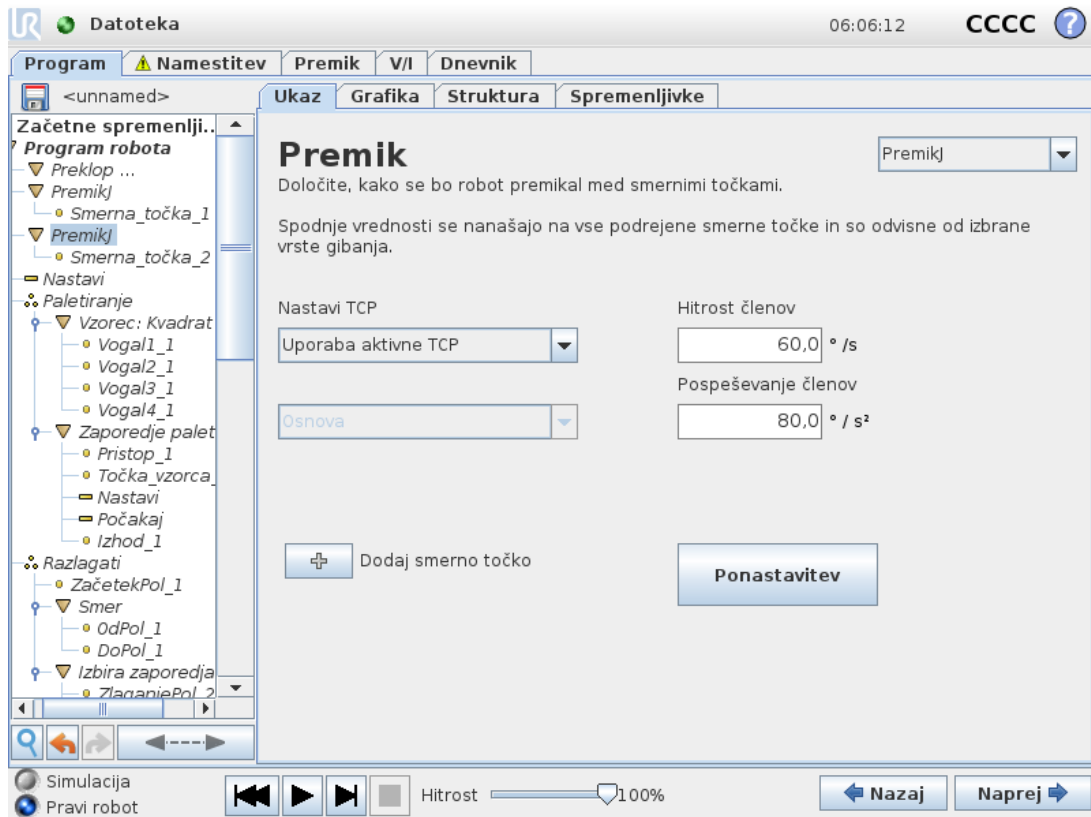 UR Datoteka 06:06:12 CCCC ?
Program Namestitev Premik V/I Dnevnik
<unnamed>
Ukaz Grafika Struktura Spremenljivke
Začetne spremenlji..
Program robota
Preklop ...
PremikJ
Smerna_točka_1
PremikJ
Smerna_točka_2
Nastavi
Paletiranje
Vzorec: Kvadrat
Vogal1_1
Vogal2_1
Vogal3_1
Vogal4_1
Zaporedje palet
Pristop_1
Točka_vzorca_
Nastavi
Počakaj
Izhod_1
Razlagati
ZačetekPol_1
Smer
OdPol_1
DoPol_1
Izbira zaporedja
ZlaganjePol_2
Premik
PremikJ
Določite, kako se bo robot premikal med smernimi točkami.
Spodnje vrednosti se nanašajo na vse podrejene smerne točke in so odvisne od izbrane
vrste gibanja.
Nastavi TCP
Uporaba aktivne TCP
Osnova
Hitrost členov
60,0 ° /s
Pospeševanje členov
80,0 ° / s²
Dodaj smerno točko
Ponastavitev
Simulacija
Pravi robot
Hitrost 100%
Nazaj Naprej